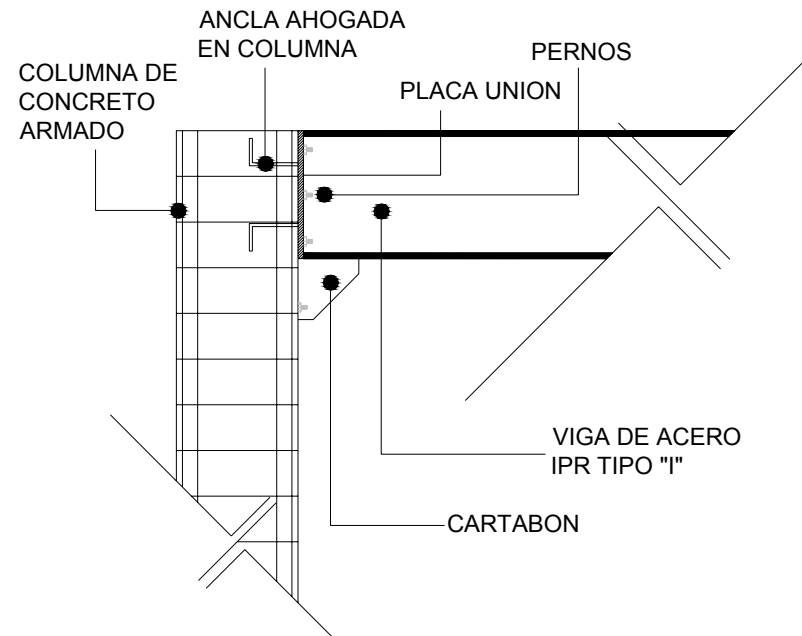 ANCLA AHOGADA
EN COLUMNA
PERNOS
COLUMNA DE
CONCRETO
ARMADO
PLACA UNION
VIGA DE ACERO
IPR TIPO "I"
CARTABON